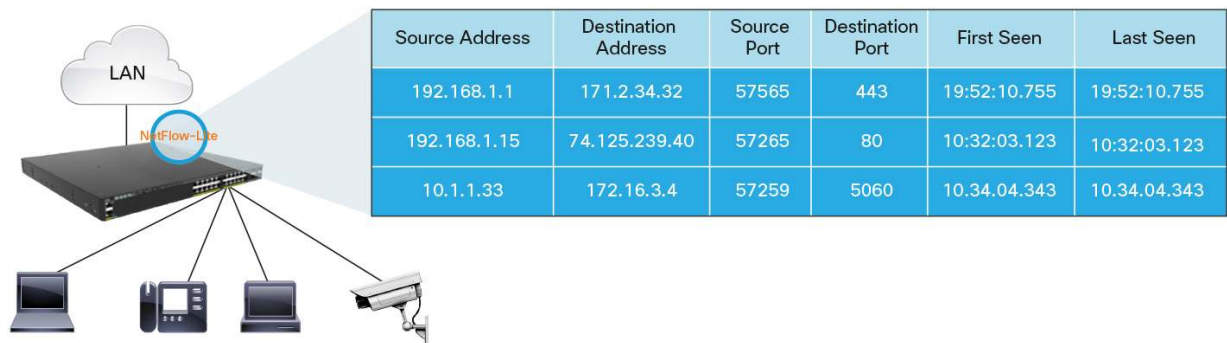 LAN
NetFlow-Lite
Source Address
Destination
Address
Source
Port
Destination
Port
First Seen
Last Seen
192.168.1.1 171.2.34.32 57565 443 19:52:10.755 19:52:10.755
192.168.1.15 74.125.239.40 57265 80 10:32:03.123 10:32:03.123
10.1.1.33 172.16.3.4 57259 5060 10.34.04.343 10.34.04.343